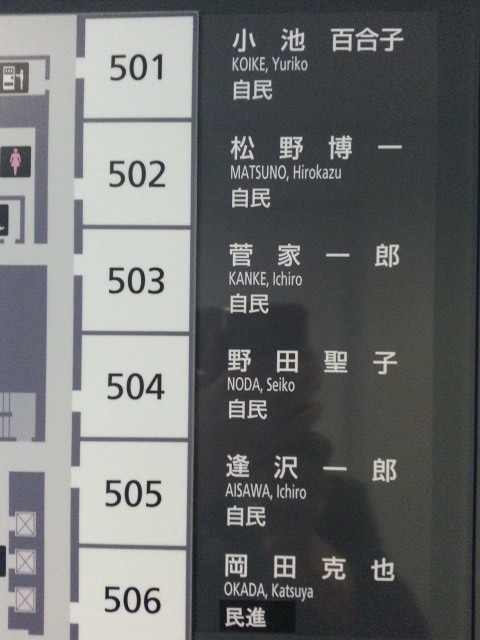 501
小池 百合子
KOIKE, Yuriko
自民
502
松野博一
MATSUNO, Hirokazu
自民
503
菅家一郎
KANKE, Ichiro
自民
504
野田聖子
NODA, Seiko
自民
505
逢沢一郎
AISAWA, Ichiro
自民
506
岡田克也
OKADA, Katsuya
民進